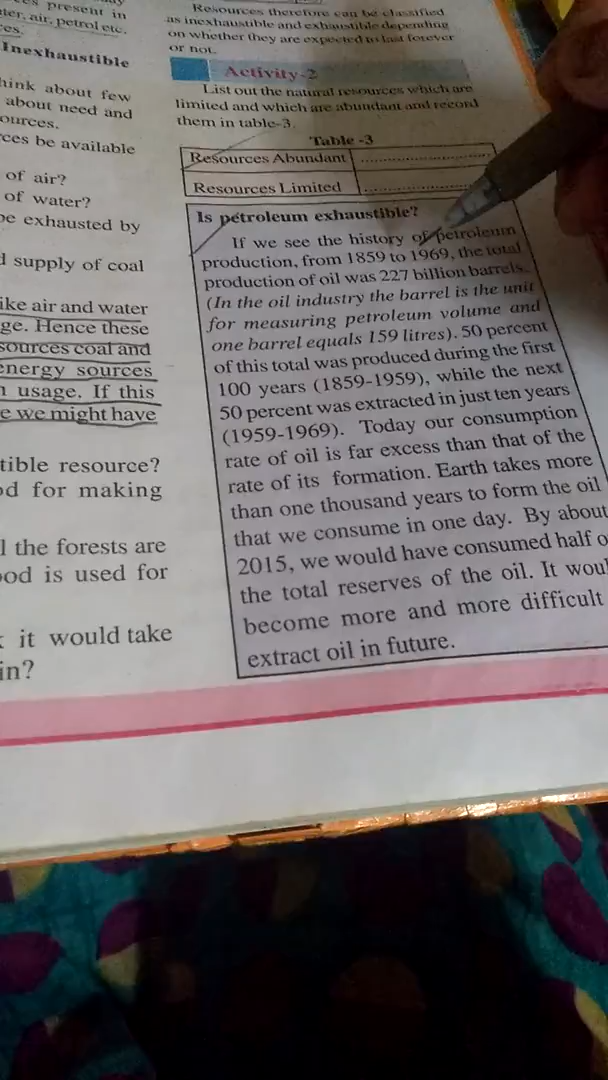 es present in
ter, air, petrol etc.
ces.
Inexhaustible
hink about few
about need and
ources.
rces be available
of air?
of water?
be exhausted by
d supply of coal
ike air and water
ge. Hence these
sources coal and
energy sources
n usage. If this
e we might have
tible resource?
od for making
l the forests are
ood is used for
it would take
in?
Resources therefore can be classified
as inexhaustible and exhaustible depending
on whether they are expected to last forever
or not.
Activity-2
List out the natural resources which are
limited and which are abundant and record
them in table-3.
Table -3
Resources Abundant
Resources Limited
Is petroleum exhaustible?
If we see the history of petroleum
production, from 1859 to 1969, the total
production of oil was 227 billion barrels.
(In the oil industry the barrel is the unit
for measuring petroleum volume and
one barrel equals 159 litres). 50 percent
of this total was produced during the first
100 years (1859-1959), while the next
50 percent was extracted in just ten years
(1959-1969). Today our consumption
rate of oil is far excess than that of the
rate of its formation. Earth takes more
than one thousand years to form the oil
that we consume in one day. By about
2015, we would have consumed half o
the total reserves of the oil. It woul
become more and more difficult
extract oil in future.